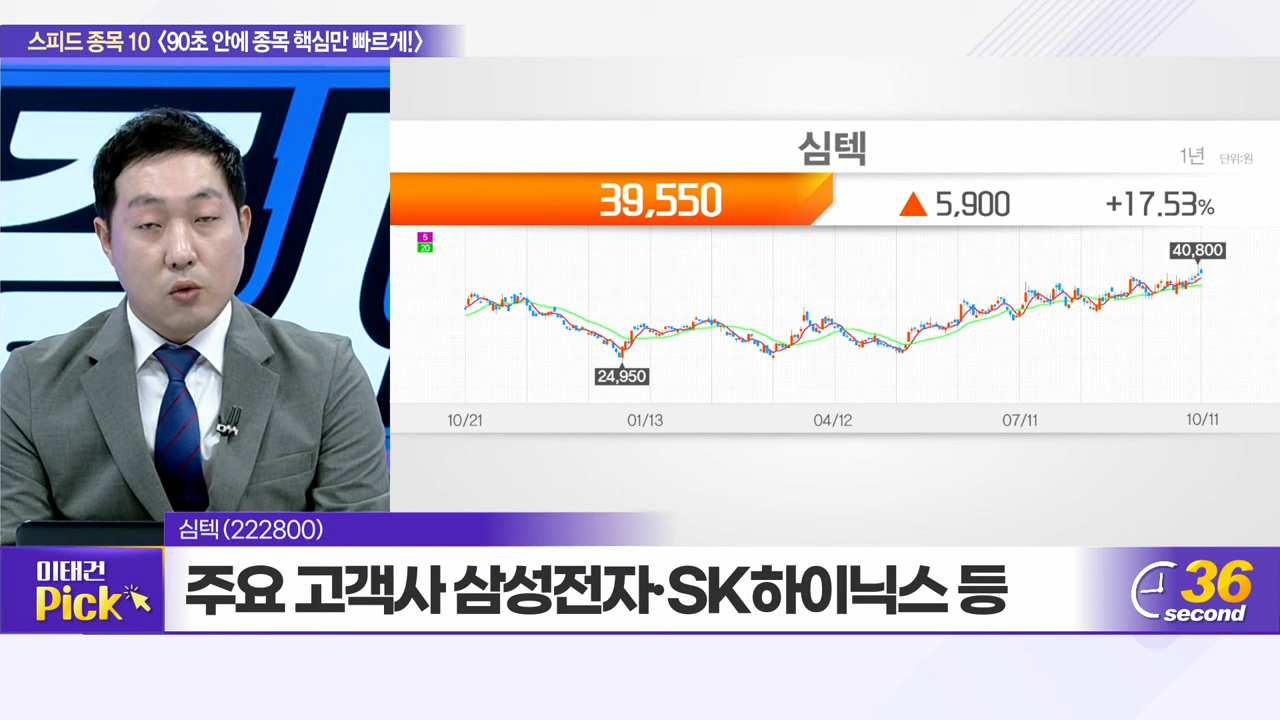 스피드 종목 10 〈90초 안에 종목 핵심만 빠르게!〉
심텍
1년 단위:원
39,550 ▲ 5,900 +17.53%
5
20
40,800
24,950
10/21 01/13 04/12 07/11 10/11
심텍(222800)
이태건
Pick
주요 고객사 삼성전자·SK하이닉스 등
36
second